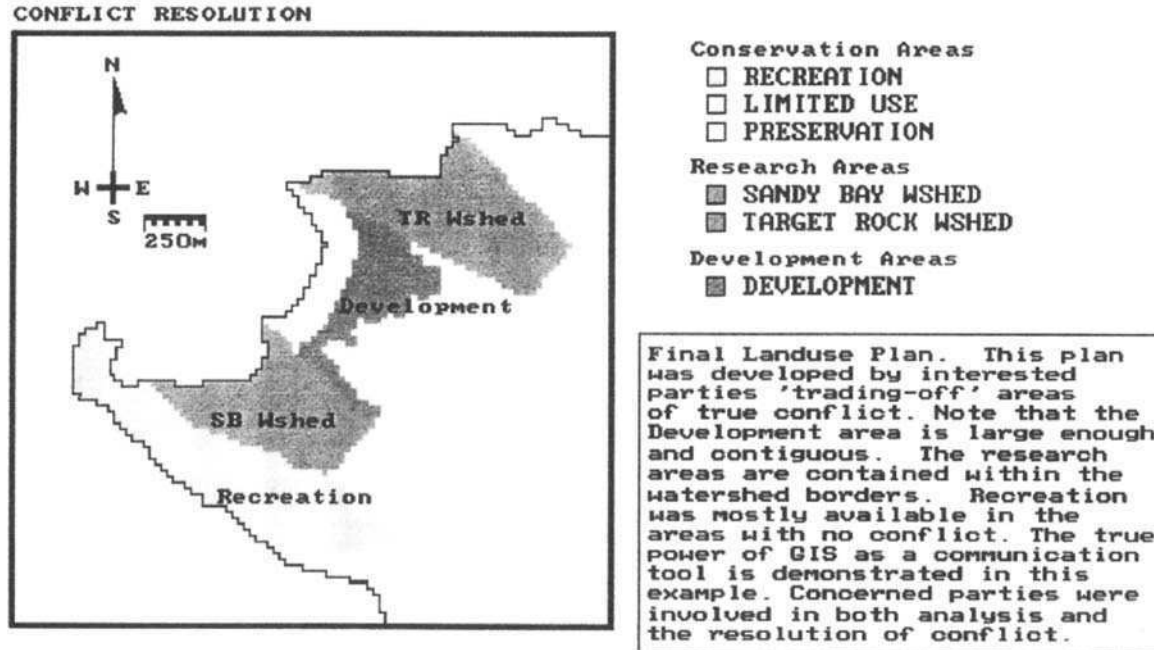 CONFLICT RESOLUTION
N
W E
S
250M
TR Wshed
Development
SB Wshed
Recreation
Conservation Areas
RECREATION
LIMITED USE
PRESERVATION
Research Areas
SANDY BAY WSHED
TARGET ROCK WSHED
Development Areas
DEVELOPMENT
Final Landuse Plan. This plan
was developed by interested
parties 'trading-off' areas
of true conflict. Note that the
Development area is large enough
and contiguous. The research
areas are contained within the
watershed borders. Recreation
was mostly available in the
areas with no conflict. The true
power of GIS as a communication
tool is demonstrated in this
example. Concerned parties were
involved in both analysis and
the resolution of conflict.